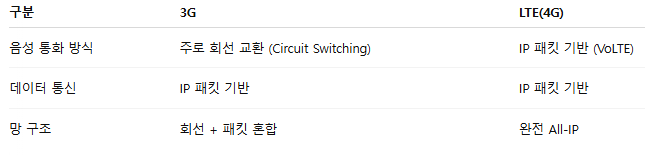 구분 3G LTE(4G)
음성 통화 방식 주로 회선 교환 (Circuit Switching) IP 패킷 기반 (VoLTE)
데이터 통신 IP 패킷 기반 IP 패킷 기반
망 구조 회선 + 패킷 혼합 완전 All-IP